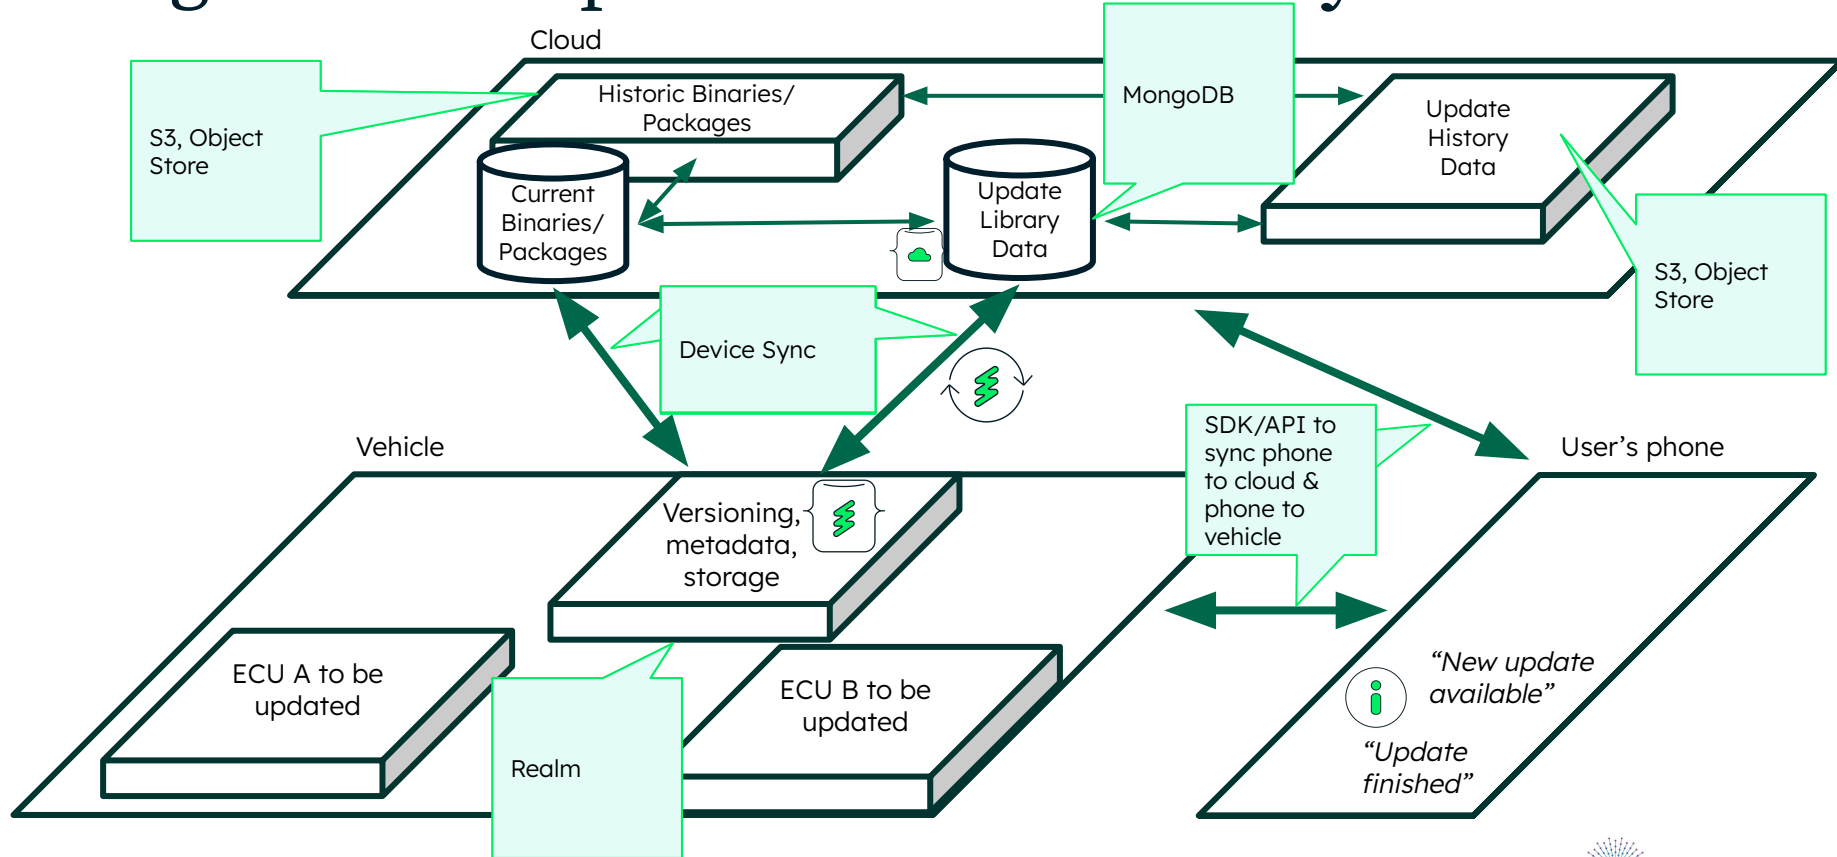 Cloud
Historic Binaries/
Packages
MongoDB
Update
History
Data
S3, Object
Store
Current
Binaries/
Packages
Update
Library
Data
S3, Object
Store
Device Sync
Vehicle
SDK/API to
sync phone
to cloud &
phone to
vehicle
User’s phone
Versioning,
metadata,
storage
ECU A to be
updated
ECU B to be
updated
Realm
“New update
available”
“Update
finished”